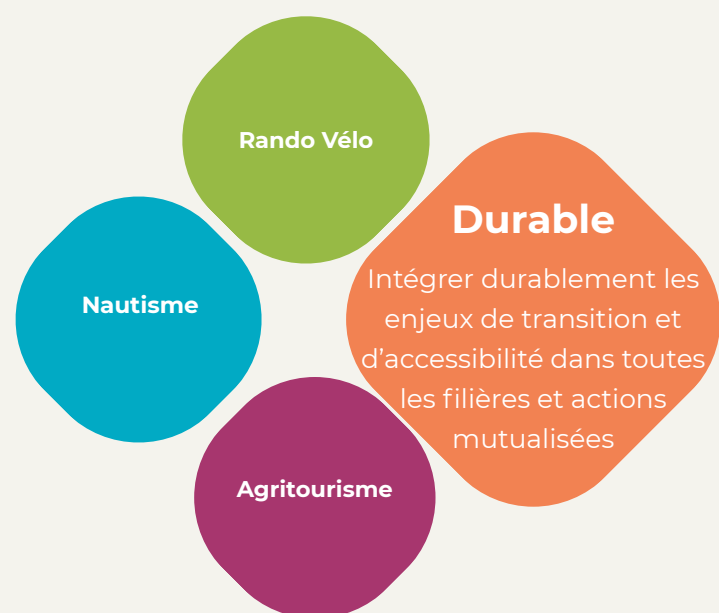 Rando Vélo
Nautisme
Agritourisme
Durable
Intégrer durablement les
enjeux de transition et
d’accessibilité dans toutes
les filières et actions
mutualisées